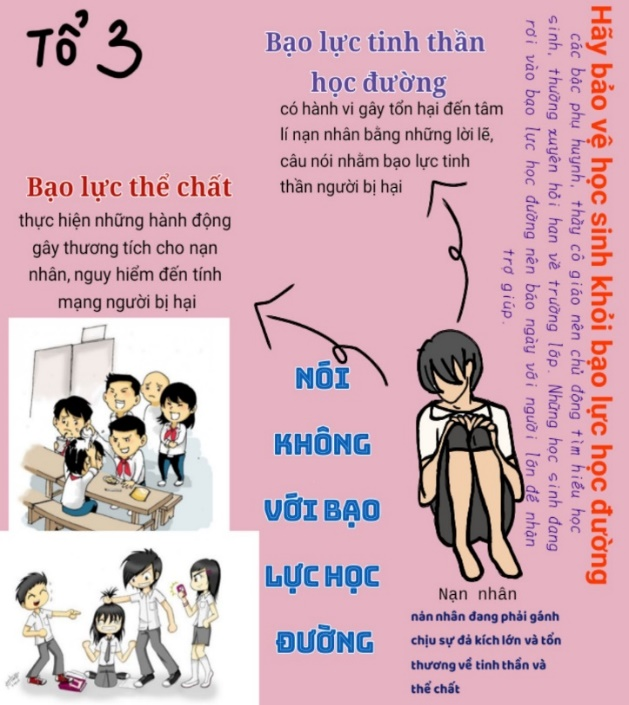 Tổ 3
Bạo lực tinh thần
học đường
có hành vi gây tổn hại đến tâm
lí nạn nhân bằng những lời lẽ,
câu nói nhằm bạo lực tinh
thần người bị hại
Bạo lực thể chất
thực hiện những hành động
gây thương tích cho nạn
nhân, nguy hiểm đến tính
mạng người bị hại
NÓI
KHÔNG
VỚI BẠO
LỰC HỌC
ĐƯỜNG
Nạn nhân
nàn nhân đang phải gánh
chịu sự đả kích lớn và tổn
thương về tinh thần và
thể chất
Hãy bảo vệ học sinh khỏi bạo lực học đường
các bậc phụ huynh, thầy cô giáo nên chủ động tìm hiểu học
sinh, thường xuyên hỏi han về trường lớp. Những học sinh đang
rơi vào bạo lực học đường nên báo ngay với người lớn để nhận
trợ giúp.